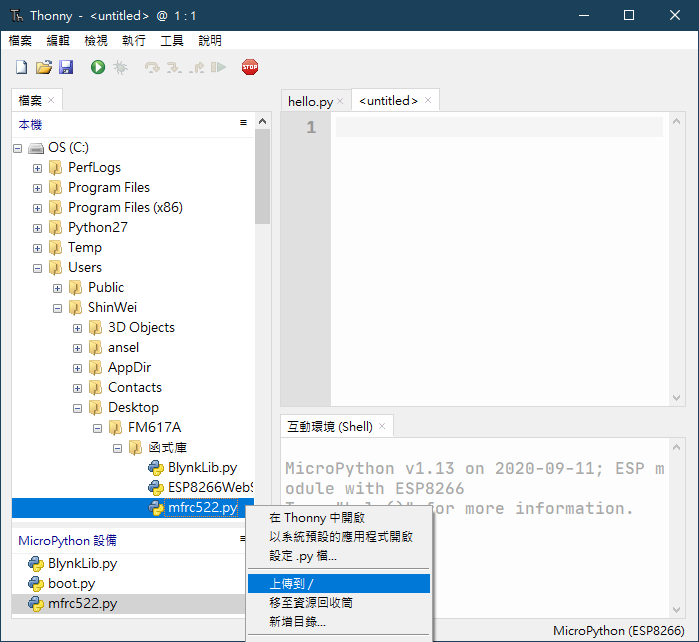 Thonny - <untitled> @ 1 : 1
檔案 編輯 檢視 執行 工具 說明
STOP
檔案 ×
本機
OS (C:)
PerfLogs
Program Files
Program Files (x86)
Python27
Temp
Users
Public
ShinWei
3D Objects
ansel
AppDir
Contacts
Desktop
FM617A
函式庫
BlynkLib.py
ESP8266WebS
mfrc522.py
MicroPython 設備
BlynkLib.py
boot.py
mfrc522.py
hello.py × <untitled> ×
1
互動環境 (Shell) ×
MicroPython v1.13 on 2020-09-11; ESP m
odule with ESP8266
for more information.
在 Thonny 中開啟
以系統預設的應用程式開啟
設定 .py 檔...
上傳到 /
移至資源回收筒
新增目錄...
MicroPython (ESP8266)